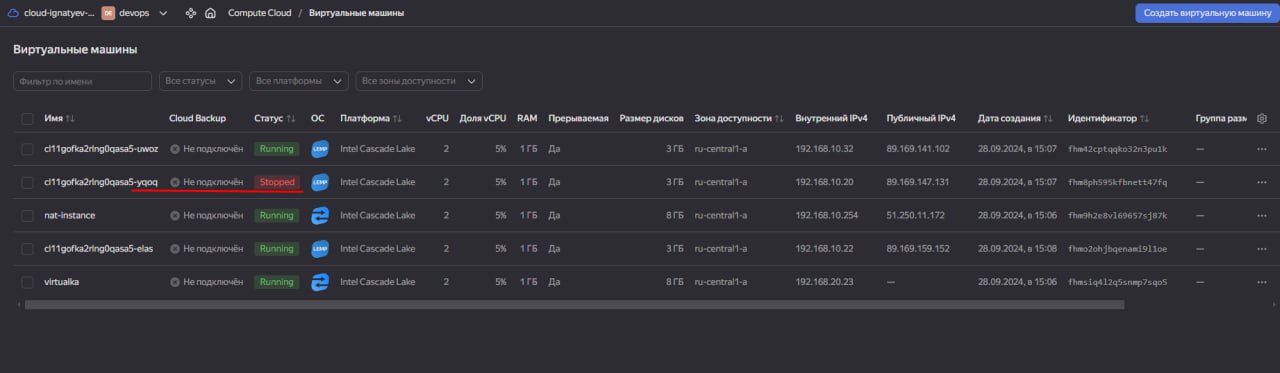 cloud-ignatyev-... DE devops Compute Cloud / Виртуальные машины Создать виртуальную машину
Виртуальные машины
Фильтр по имени Все статусы Все платформы Все зоны доступности
Имя Cloud Backup Статус ОС Платформа vCPU Доля vCPU RAM Прерываемая Размер дисков Зона доступности Внутренний IPv4 Публичный IPv4 Дата создания Идентификатор Группа разм
cl11gofka2rlng0qasa5-uwoz Не подключён Running LEMP Intel Cascade Lake 2 5% 1 ГБ Да 3 ГБ ru-central1-a 192.168.10.32 89.169.141.102 28.09.2024, в 15:07 fhm42cptqqko32n3pu1k —
cl11gofka2rlng0qasa5-yqoq Не подключён Stopped LEMP Intel Cascade Lake 2 5% 1 ГБ Да 3 ГБ ru-central1-a 192.168.10.20 89.169.147.131 28.09.2024, в 15:07 fhm8ph595kfbnett47fq —
nat-instance Не подключён Running Intel Cascade Lake 2 5% 1 ГБ Да 8 ГБ ru-central1-a 192.168.10.254 51.250.11.172 28.09.2024, в 15:06 fhm9h2e8vl69657sj87k —
cl11gofka2rlng0qasa5-elas Не подключён Running LEMP Intel Cascade Lake 2 5% 1 ГБ Да 3 ГБ ru-central1-a 192.168.10.22 89.169.159.152 28.09.2024, в 15:08 fhmo2ohjbqenami9l1oe —
virtualka Не подключён Running Intel Cascade Lake 2 5% 1 ГБ Да 8 ГБ ru-central1-a 192.168.20.23 — 28.09.2024, в 15:06 fhmsiq4l2q5snmp7sqo5 —